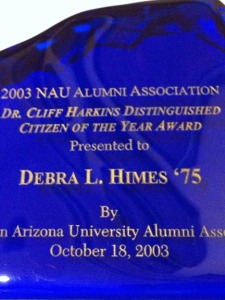 2003 NAU ALUMNI ASSOCIATION
DR. CLIFF HARKINS DISTINGUISHED
CITIZEN OF THE YEAR AWARD
Presented to
DEBRA L. HIMES '75
By
Arizona University Alumni
October 18, 2003